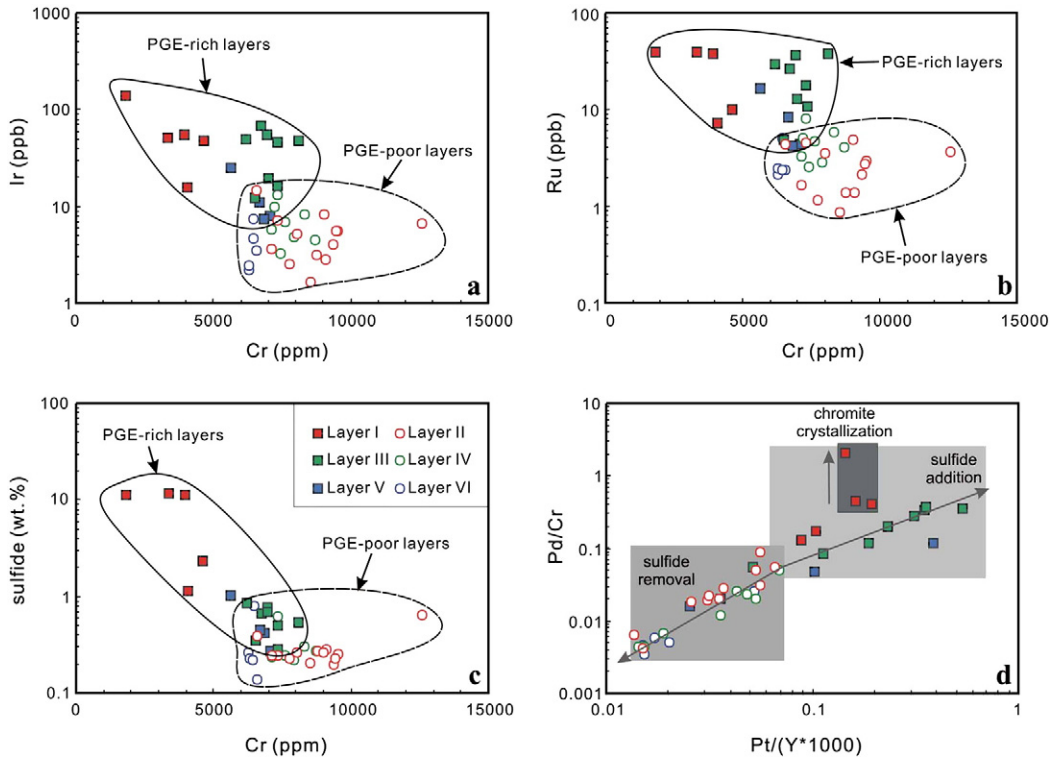 1000
100
10
1
Ir (ppb)
PGE-rich layers
PGE-poor layers
a
0
5000
10000
15000
Cr (ppm)
100
10
1
0.1
Ru (ppb)
PGE-rich layers
PGE-poor layers
b
0
5000
10000
15000
Cr (ppm)
100
10
1
0.1
sulfide (wt.%)
PGE-rich layers
Layer I Layer II
Layer III Layer IV
Layer V Layer VI
PGE-poor layers
c
0
5000
10000
15000
Cr (ppm)
10
1
0.1
0.01
0.001
Pd/Cr
chromite
crystallization
sulfide
addition
sulfide
removal
d
0.01
0.1
1
Pt/(Y*1000)